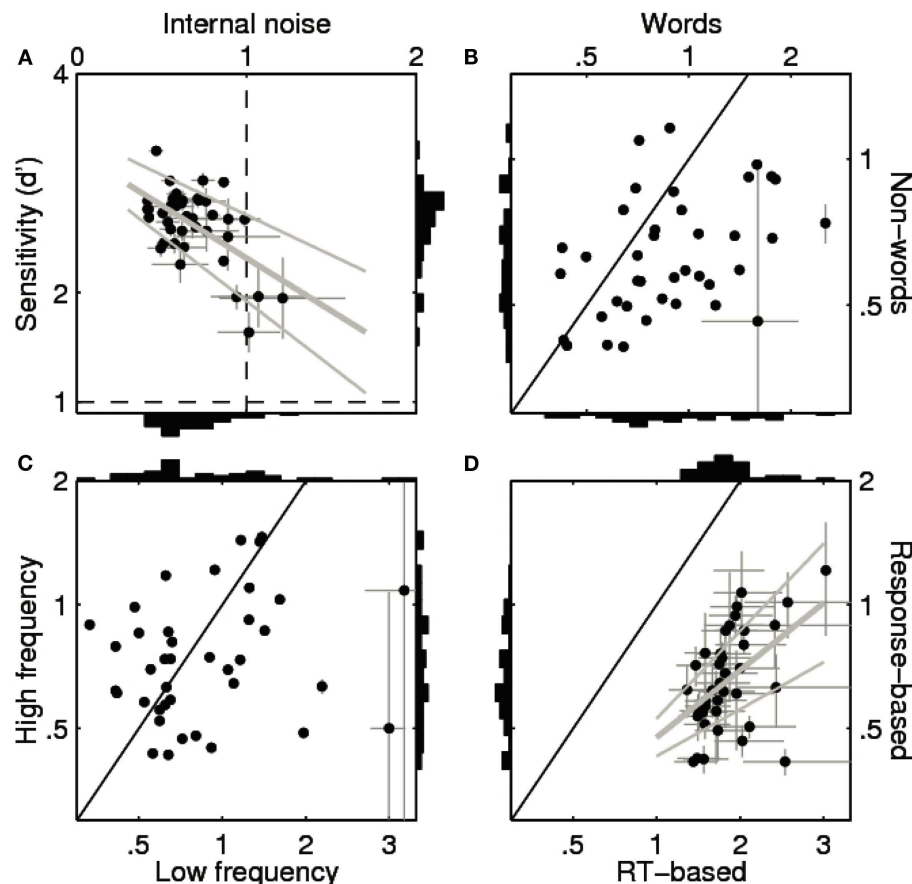 Internal noise
Words
A
0
1
2
B
.5
1
2
4
2
1
Sensitivity (d')
1
.5
Non-words
C
D
2
1
.5
High frequency
2
1
.5
Response-based
.5
1
2
3
Low frequency
.5
1
2
3
RT-based